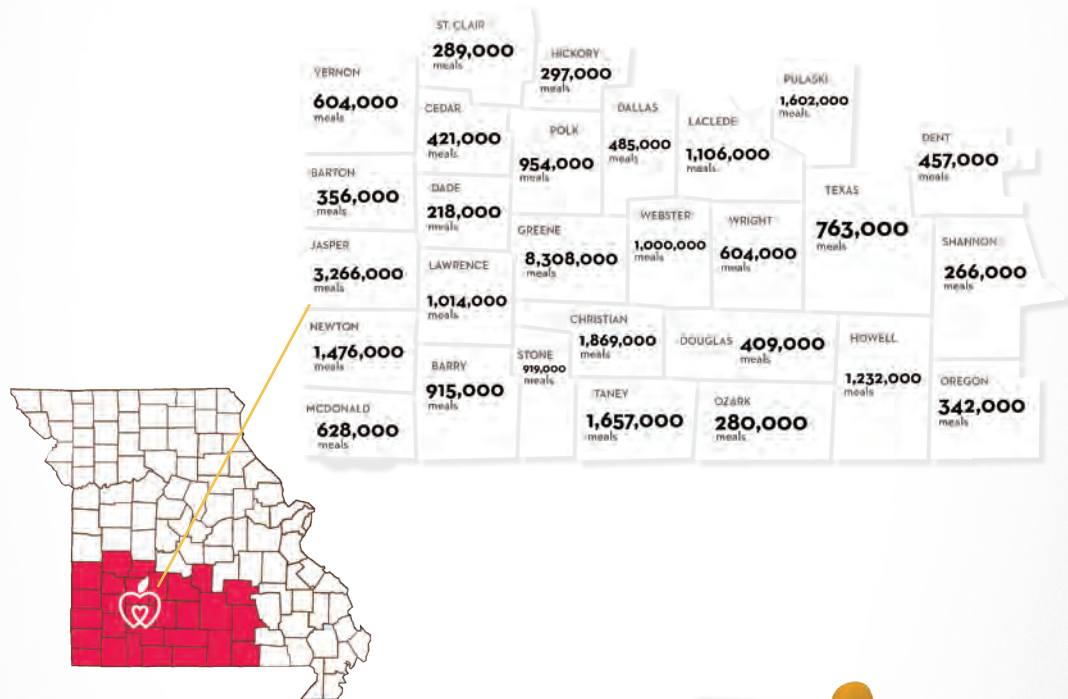 ST. CLAIR
289,000
meals
HICKORY
297,000
meals
VERNON
604,000
meals
PULASKI
1,602,000
meals
CEDAR
421,000
meals
POLK
954,000
meals
DALLAS
485,000
meals
LACLEDE
1,106,000
meals
DENT
457,000
meals
BARTON
356,000
meals
DADE
218,000
meals
TEXAS
763,000
meals
GREENE
8,308,000
meals
WEBSTER
1,000,000
meals
WRIGHT
604,000
meals
SHANNON
266,000
meals
JASPER
3,266,000
meals
LAWRENCE
1,014,000
meals
NEWTON
1,476,000
meals
CHRISTIAN
1,869,000
meals
DOUGLAS 409,000
meals
HOWELL
1,232,000
meals
BARRY
915,000
meals
STONE
919,000
meals
MCDONALD
628,000
meals
TANEY
1,657,000
meals
OZARK
280,000
meals
OREGON
342,000
meals